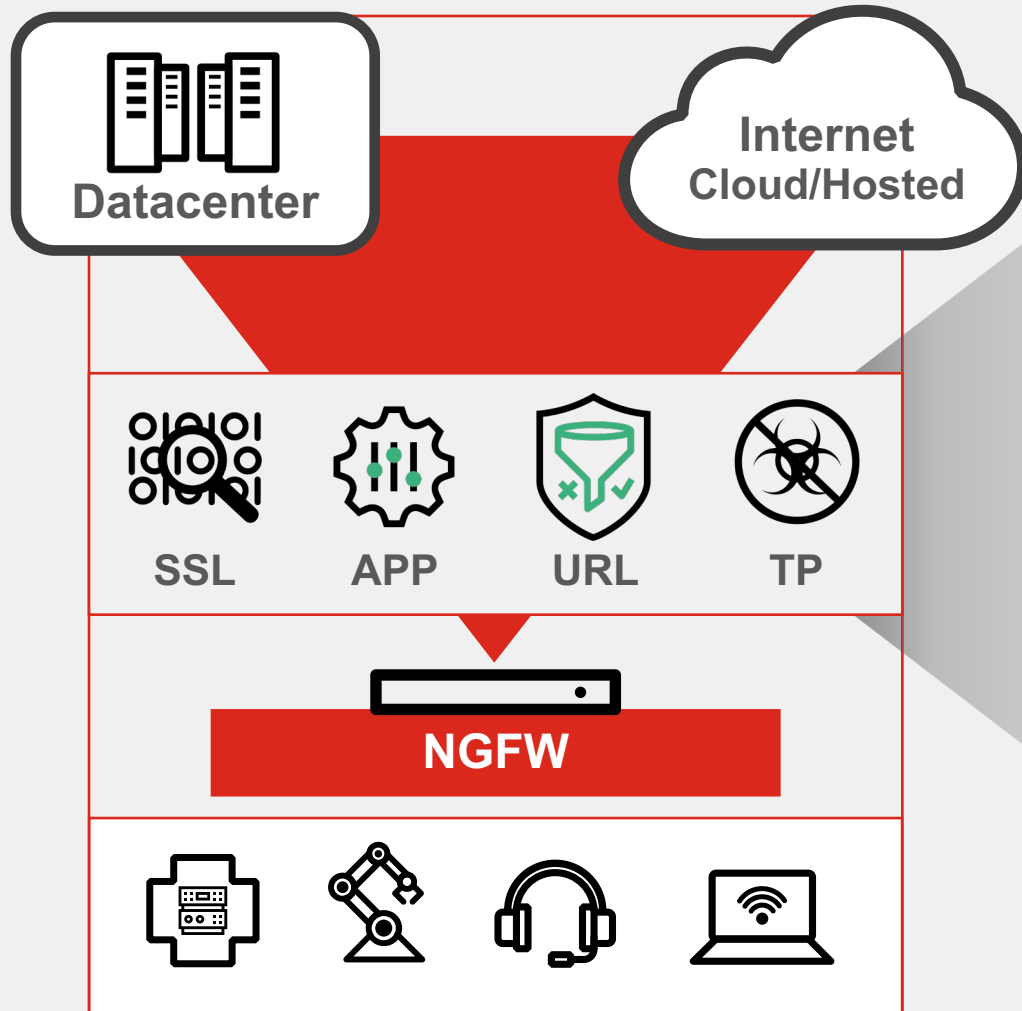 Datacenter
Internet
Cloud/Hosted
SSL
APP
URL
TP
NGFW